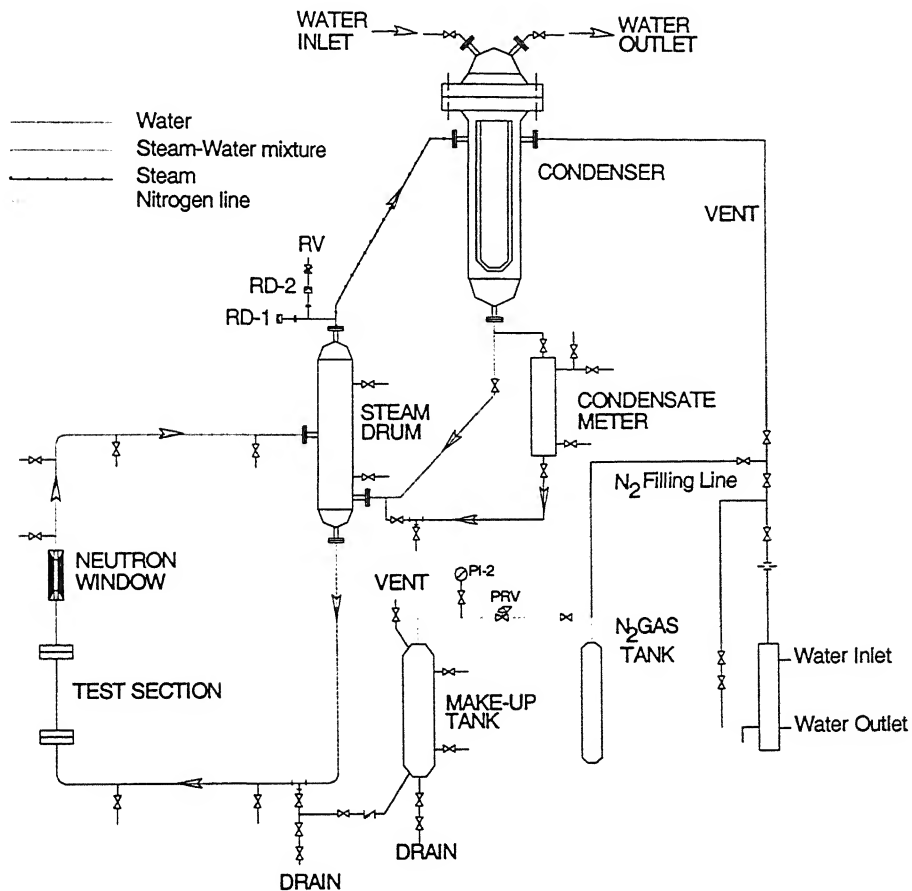 WATER
INLET
WATER
OUTLET
Water
Steam-Water mixture
Steam
Nitrogen line
CONDENSER
VENT
RV
RD-2
RD-1
STEAM
DRUM
CONDENSATE
METER
N2 Filling Line
NEUTRON
WINDOW
VENT
PI-2
PRV
N2GAS
TANK
Water Inlet
TEST SECTION
MAKE-UP
TANK
Water Outlet
DRAIN
DRAIN